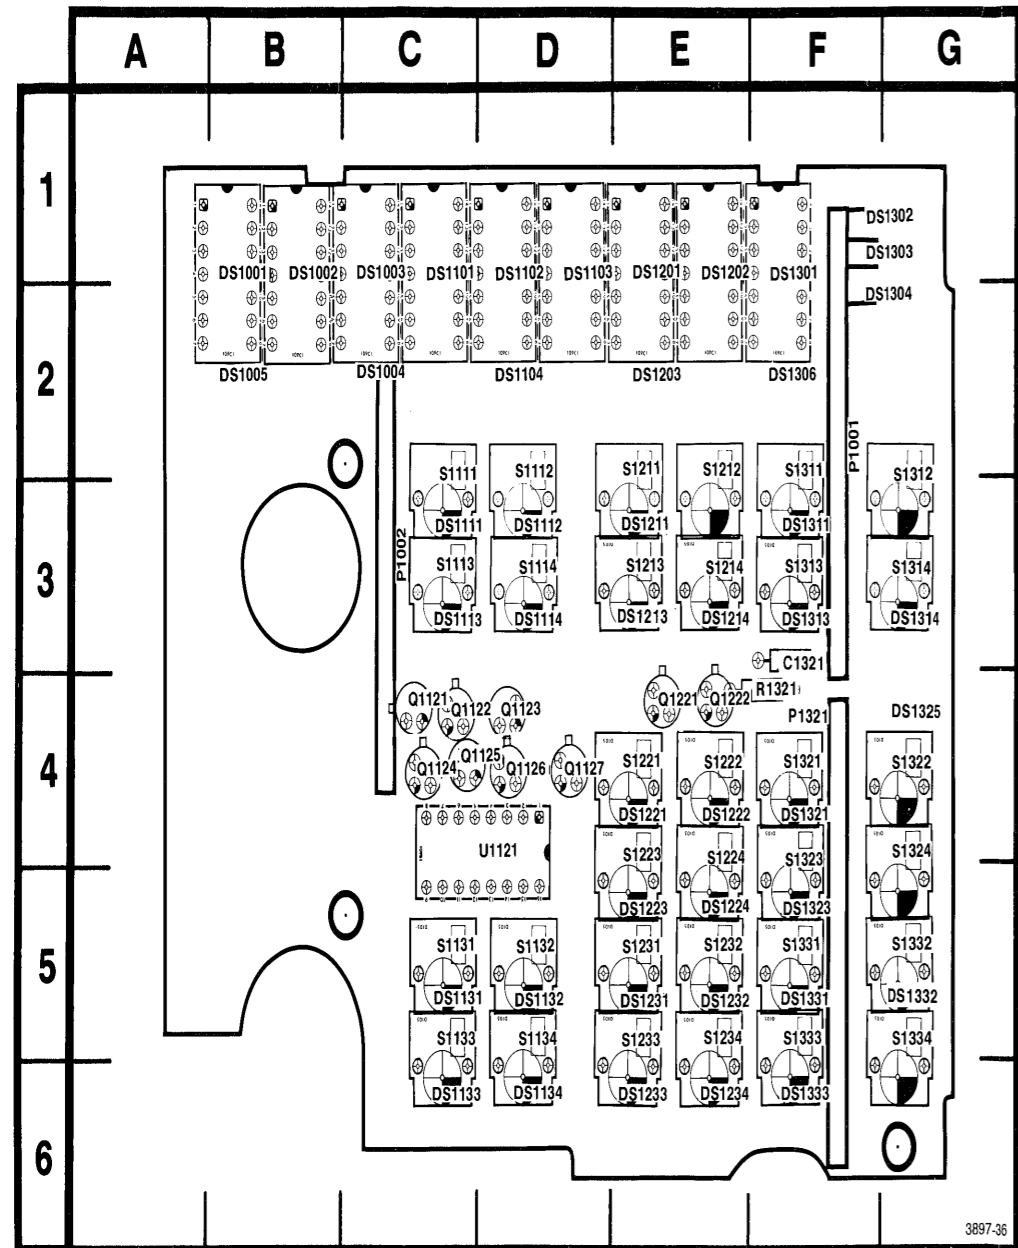 A B C D E F G
1
DS1302
DS1303
DS1001 DS1002 DS1003 DS1101 DS1102 DS1103 DS1201 DS1202 DS1301
DS1304
2
DS1005 DS1004 DS1104 DS1203 DS1306
P1001
S1111 S1112 S1211 S1212 S1311 S1312
DS1111 DS1112 DS1211 DS1311
P1002
3
S1113 S1114 S1213 S1214 S1313 S1314
DS1113 DS1114 DS1213 DS1214 DS1313 DS1314
C1321
R1321
Q1121 Q1122 Q1123 Q1221 Q1222
P1321 DS1325
4
Q1124 Q1125 Q1126 Q1127 S1221 S1222 S1321 S1322
DS1221 DS1222 DS1321
U1121
S1223 S1224 S1323 S1324
DS1223 DS1224 DS1323
5
S1131 S1132 S1231 S1232 S1331 S1332
DS1131 DS1132 DS1231 DS1232 DS1331 DS1332
S1133 S1134 S1233 S1234 S1333 S1334
DS1133 DS1134 DS1233 DS1234 DS1333
6
3897-36